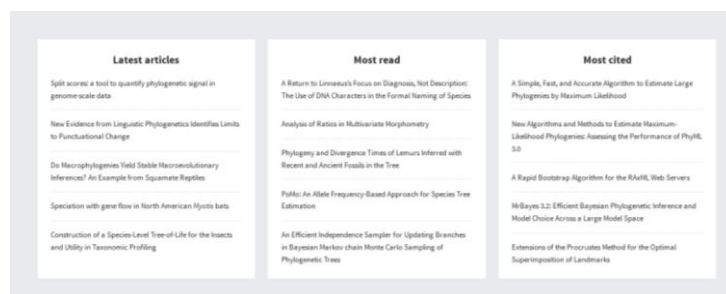 Latest articles
Split scores: a tool to quantify phylogenetic signal in
genome-scale data
New Evidence from Linguistic Phylogenetics Identifies Limits
to Punctuational Change
Do Macrophylogenies Yield Stable Macroevolutionary
Inferences? An Example from Squamate Reptiles
Speciation with gene flow in North American Myotis bats
Construction of a Species-Level Tree-of-Life for the Insects
and Utility in Taxonomic Profiling
Most read
A Return to Linnaeus's Focus on Diagnosis, Not Description:
The Use of DNA Characters in the Formal Naming of Species
Analysis of Ratios in Multivariate Morphometry
Phylogeny and Divergence Times of Lemurs Inferred with
Recent and Ancient Fossils in the Tree
PoMo: An Allele Frequency-Based Approach for Species Tree
Estimation
An Efficient Independence Sampler for Updating Branches
in Bayesian Markov chain Monte Carlo Sampling of
Phylogenetic Trees
Most cited
A Simple, Fast, and Accurate Algorithm to Estimate Large
Phylogenies by Maximum Likelihood
New Algorithms and Methods to Estimate Maximum-
Likelihood Phylogenies: Assessing the Performance of PhyML
3.0
A Rapid Bootstrap Algorithm for the RAxML Web Servers
MrBayes 3.2: Efficient Bayesian Phylogenetic Inference and
Model Choice Across a Large Model Space
Extensions of the Procrustes Method for the Optimal
Superimposition of Landmarks